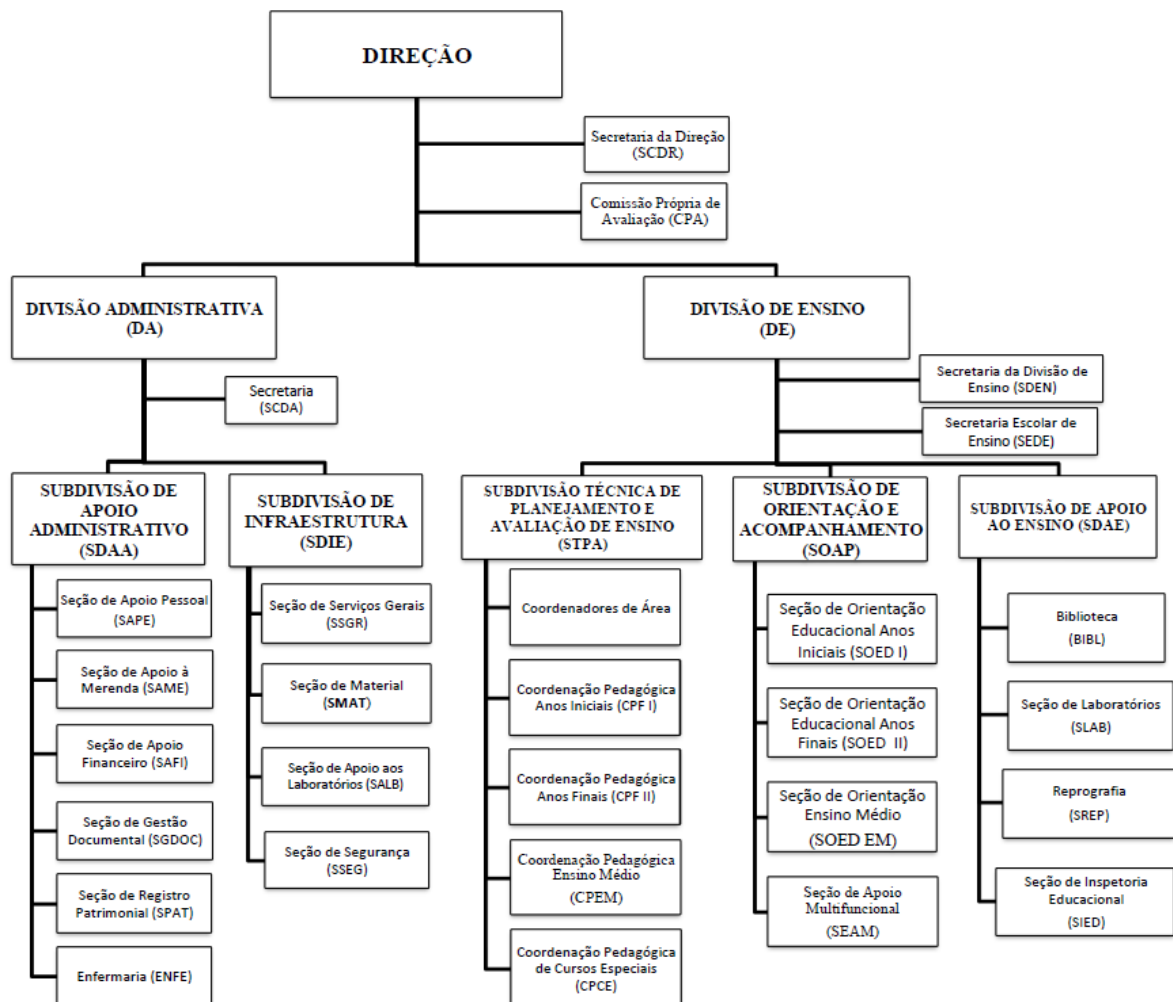 DIREÇÃO
Secretaria da Direção
(SCDR)
Comissão Própria de
Avaliação (CPA)
DIVISÃO ADMINISTRATIVA
(DA)
DIVISÃO DE ENSINO
(DE)
Secretaria
(SCDA)
Secretaria da Divisão de
Ensino (SDEN)
Secretaria Escolar de
Ensino (SEDE)
SUBDIVISÃO DE
APOIO
ADMINISTRATIVO
(SDAA)
SUBDIVISÃO DE
INFRAESTRUTURA
(SDIE)
SUBDIVISÃO TÉCNICA DE
PLANEJAMENTO E
AVALIAÇÃO DE ENSINO
(STPA)
SUBDIVISÃO DE
ORIENTAÇÃO E
ACOMPANHAMENTO
(SOAP)
SUBDIVISÃO DE APOIO
AO ENSINO (SDAE)
Seção de Apoio Pessoal
(SAPE)
Seção de Apoio à
Merenda (SAME)
Seção de Apoio
Financeiro (SAFI)
Seção de Gestão
Documental (SGDOC)
Seção de Registro
Patrimonial (SPAT)
Enfermaria (ENFE)
Seção de Serviços Gerais
(SSGR)
Seção de Material
(SMAT)
Seção de Apoio aos
Laboratórios (SALB)
Seção de Segurança
(SSEG)
Coordenadores de Área
Coordenação Pedagógica
Anos Iniciais (CPF I)
Coordenação Pedagógica
Anos Finais (CPF II)
Coordenação Pedagógica
Ensino Médio
(CPEM)
Coordenação Pedagógica
de Cursos Especiais
(CPCE)
Seção de Orientação
Educacional Anos
Iniciais (SOED I)
Seção de Orientação
Educacional Anos
Finais (SOED II)
Seção de Orientação
Ensino Médio
(SOED EM)
Seção de Apoio
Multifuncional
(SEAM)
Biblioteca
(BIBL)
Seção de Laboratórios
(SLAB)
Reprografia
(SREP)
Seção de Inspetoria
Educacional
(SIED)